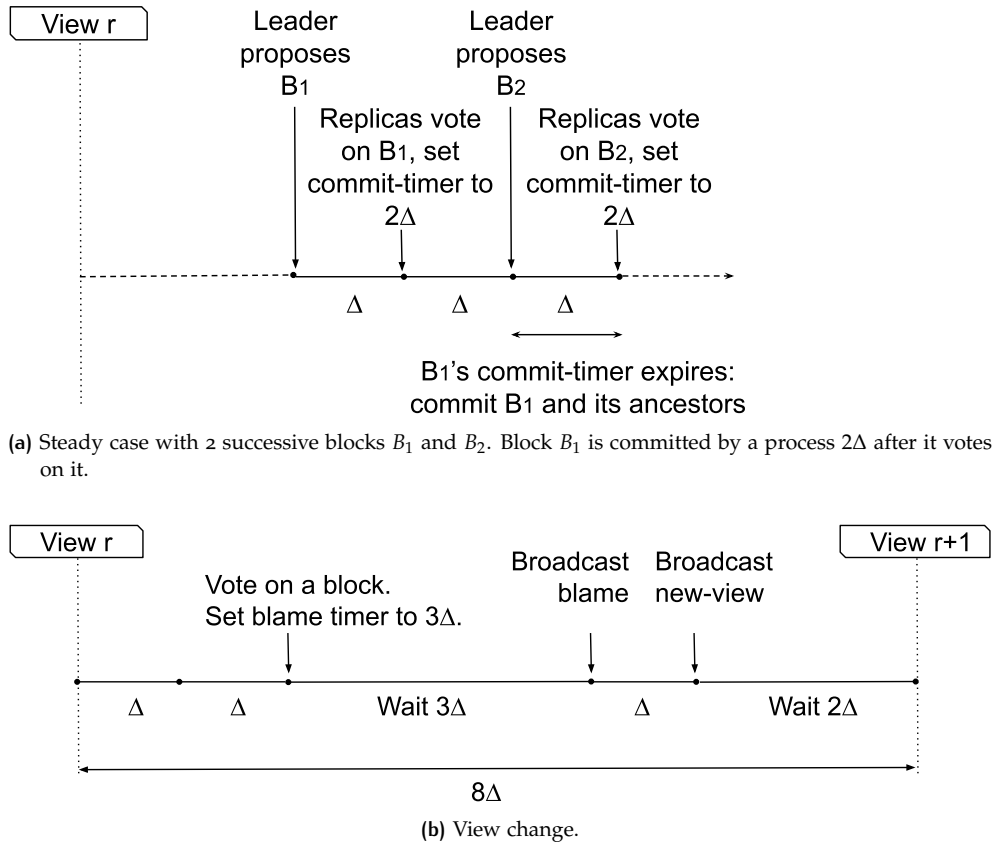 View r
Leader
proposes
B1
Leader
proposes
B2
Replicas vote
on B1, set
commit-timer to
2Δ
Replicas vote
on B2, set
commit-timer to
2Δ
Δ
Δ
Δ
B1's commit-timer expires:
commit B1 and its ancestors
(a) Steady case with 2 successive blocks B1 and B2. Block B1 is committed by a process 2Δ after it votes
on it.
View r
View r+1
Vote on a block.
Set blame timer to 3Δ.
Broadcast
blame
Broadcast
new-view
Δ
Δ
Wait 3Δ
Δ
Wait 2Δ
8Δ
(b) View change.